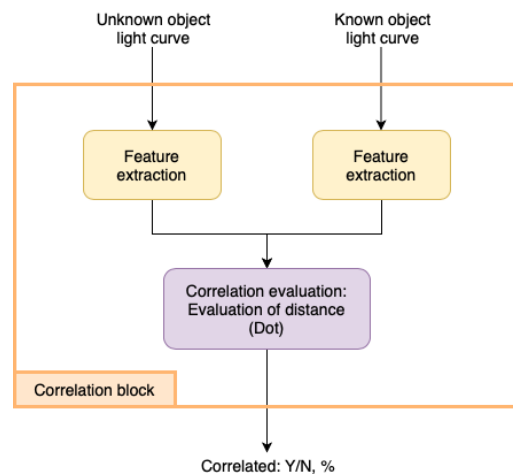 Unknown object
light curve
Known object
light curve
Feature
extraction
Feature
extraction
Correlation evaluation:
Evaluation of distance
(Dot)
Correlation block
Correlated: Y/N, %